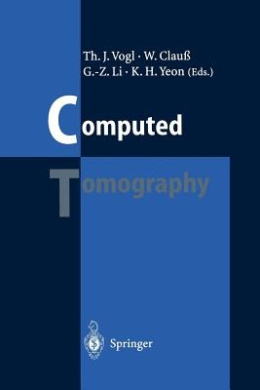 Th. J. Vogl · W. Clauß
G.-Z. Li · K. H. Yeon (Eds.)
Computed
Tomography
Springer